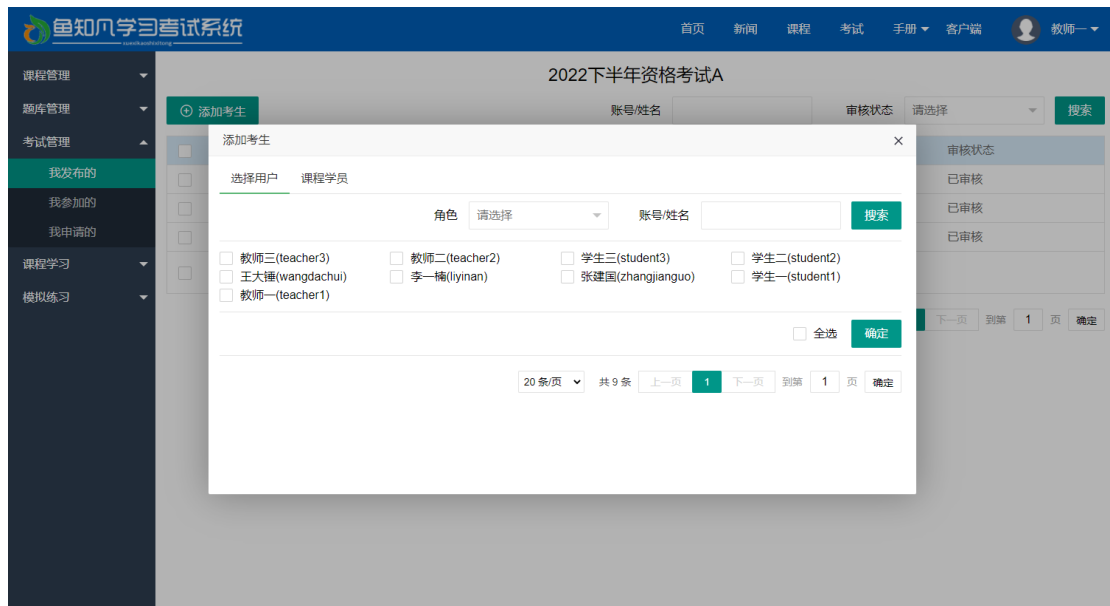 鱼知凡学习考试系统
yuzhifanxuexikaoshixitong
首页 新闻 课程 考试 手册 客户端 教师一
课程管理
题库管理
考试管理
我发布的
我参加的
我申请的
课程学习
模拟练习
2022下半年资格考试A
添加考生 账号/姓名 审核状态 请选择 搜索
审核状态
已审核
已审核
已审核
下一页 到第 1 页 确定
添加考生
选择用户 课程学员
角色 请选择 账号/姓名 搜索
教师三(teacher3) 教师二(teacher2) 学生三(student3) 学生二(student2)
王大锤(wangdachui) 李一楠(liyinan) 张建国(zhangjianguo) 学生一(student1)
教师一(teacher1)
全选 确定
20 条/页 共 9 条 上一页 1 下一页 到第 1 页 确定